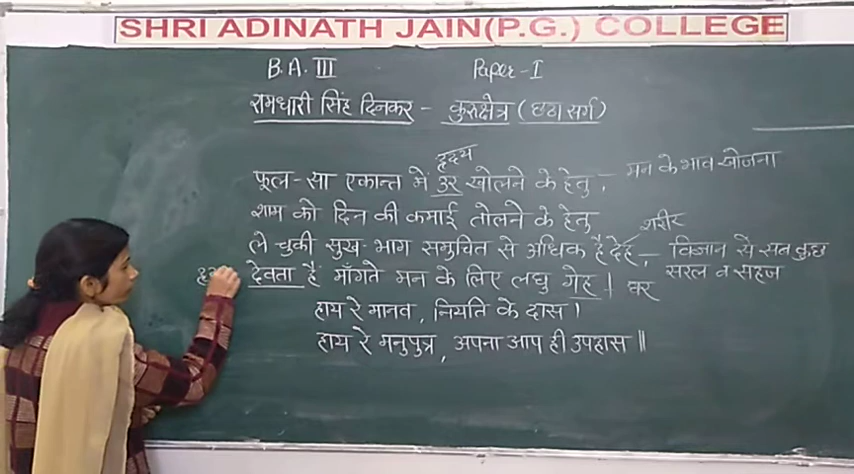 SHRI ADINATH JAIN(P.G.) COLLEGE
B.A. III Paper-I
रामधारी सिंह दिनकर - कुरुक्षेत्र (छठा सर्ग)
हृदय
फूल-सा एकान्त में उर खोलने के हेतु, - मन के भाव खोजना
शाम को दिन की कमाई तोलने के हेतु
शरीर
ले चुकी सुख-भाग समुचित से अधिक है देह, - विज्ञान से सब कुछ
सरल व सहज
देवता हैं माँगते मन के लिए लघु गेह। घर
हाय रे मानव, नियति के दास।
हाय रे मनुपुत्र, अपना आप ही उपहास॥